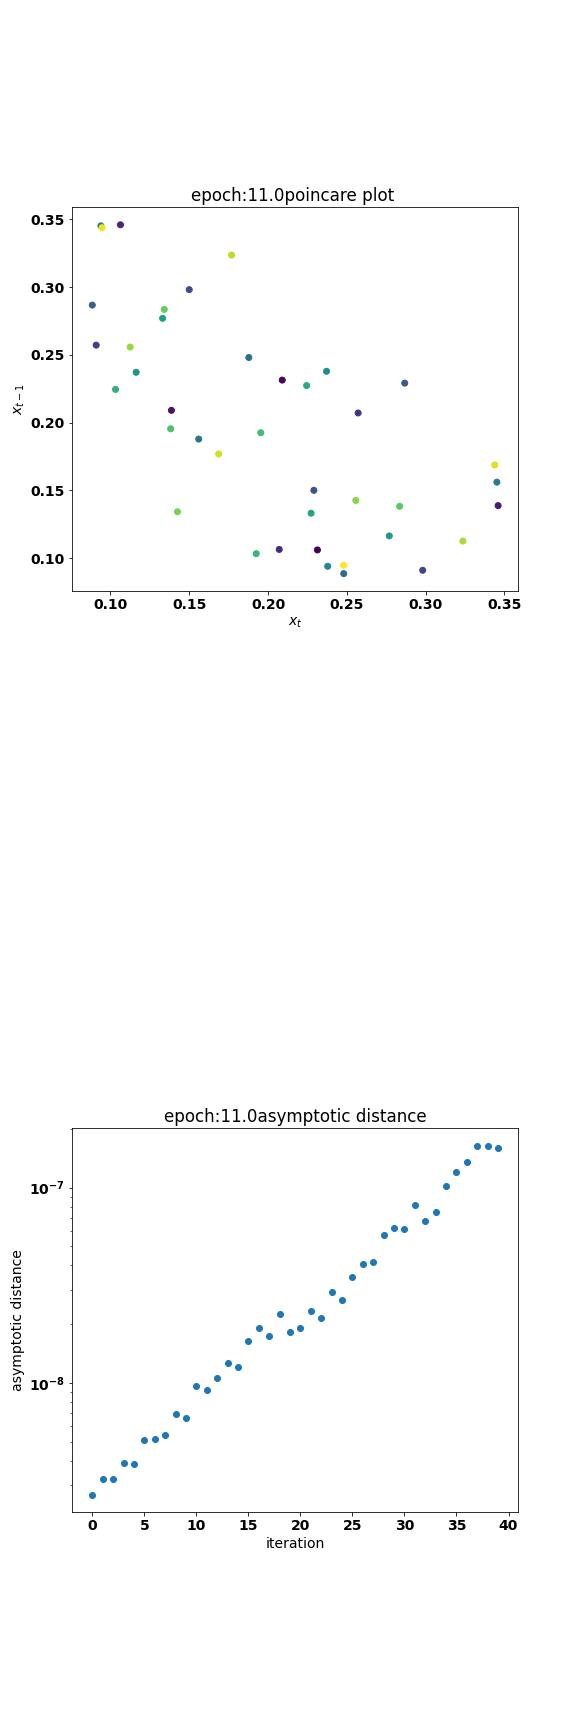 epoch:11.0poincare plot
0.35
0.30
0.25
0.20
0.15
0.10
x_{t-1}
0.10 0.15 0.20 0.25 0.30 0.35
x_t
epoch:11.0asymptotic distance
10^{-7}
10^{-8}
asymptotic distance
0 5 10 15 20 25 30 35 40
iteration